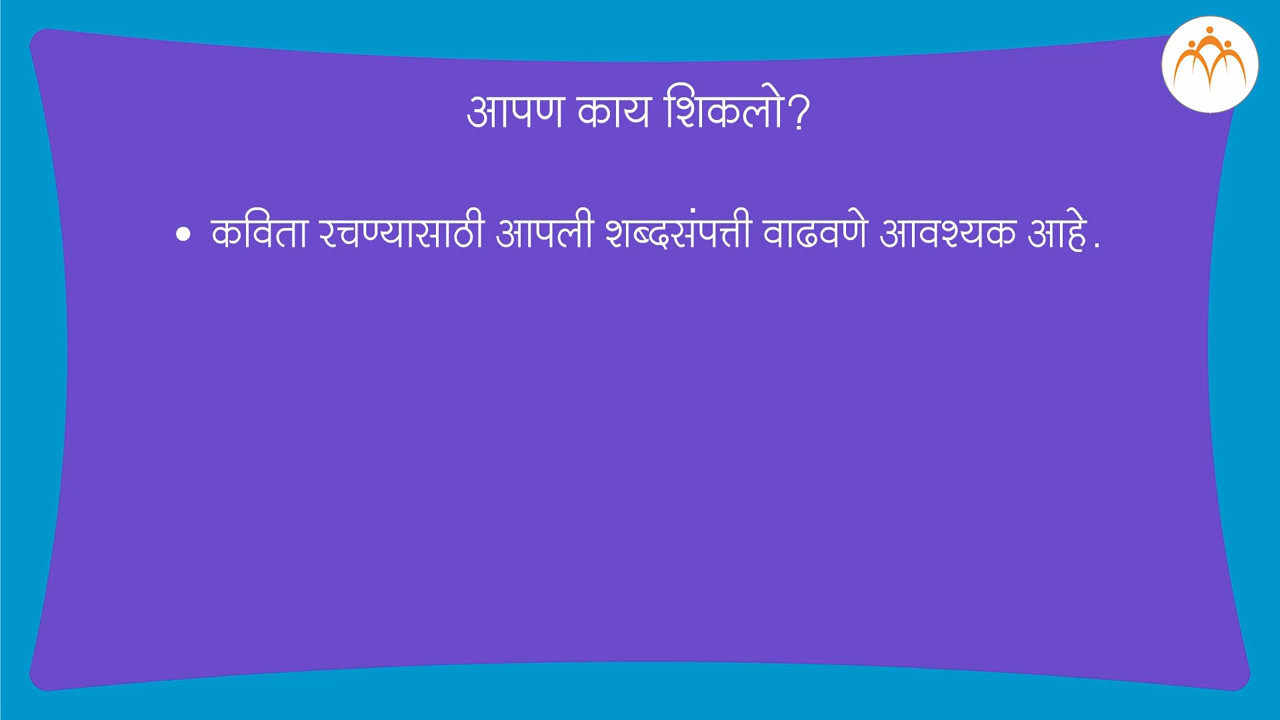 आपण काय शिकलो?
• कविता रचण्यासाठी आपली शब्दसंपत्ती वाढवणे आवश्यक आहे.